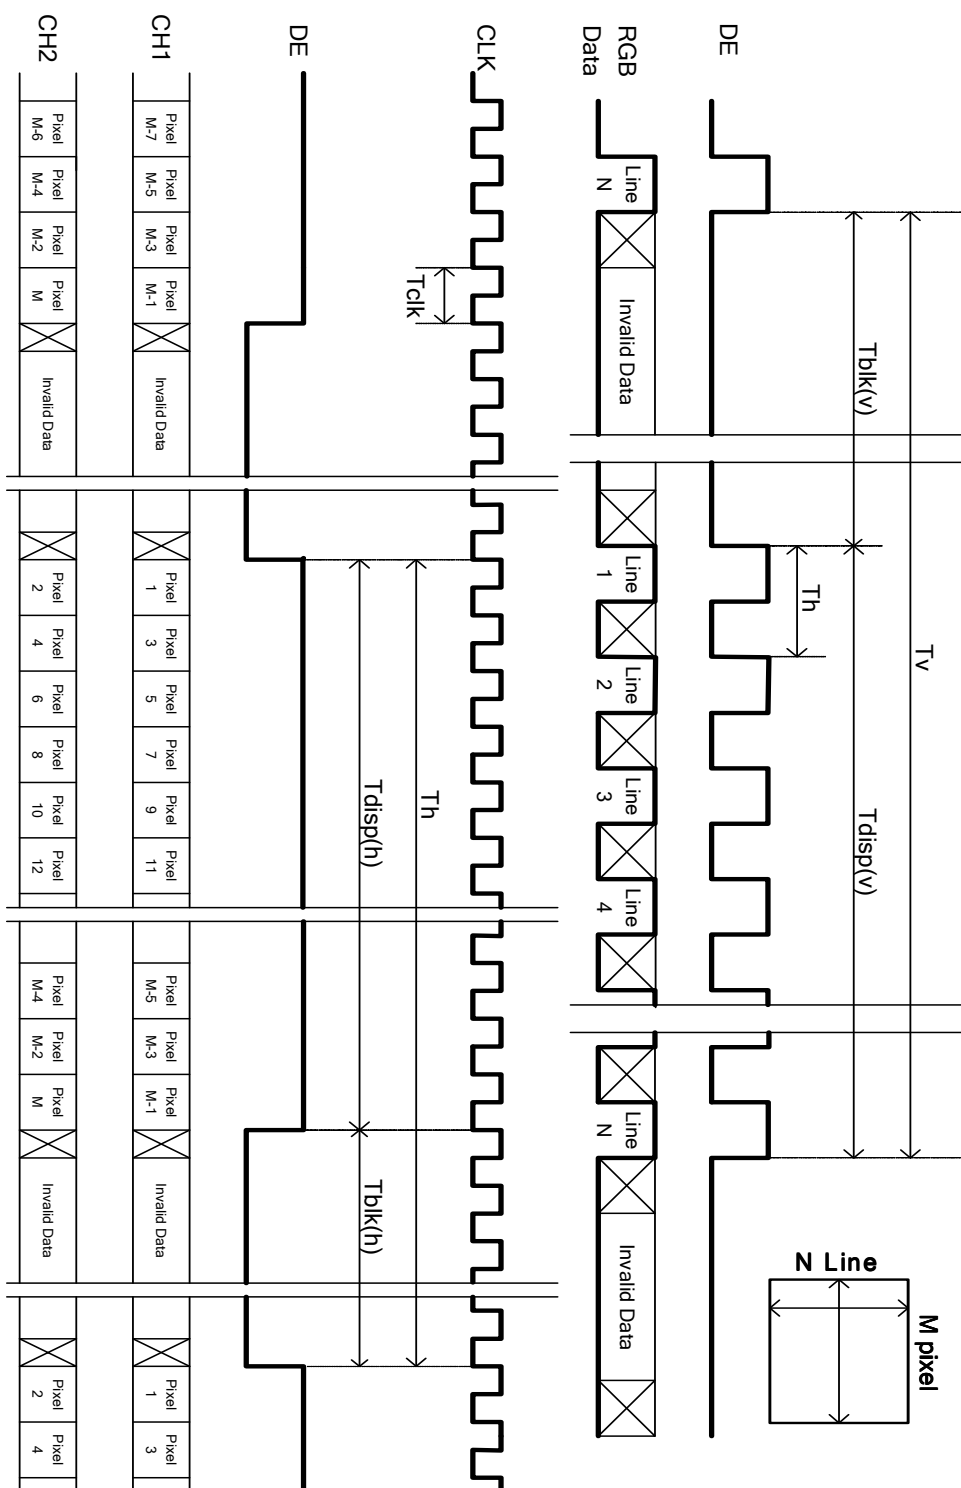 Tv
M pixel
Tblk(v)
Tdisp(v)
N Line
Th
DE
RGB
Data
Line
N
Invalid Data
Line
1
Line
2
Line
3
Line
4
Line
N
Invalid Data
CLK
Tclk
Th
Tdisp(h)
Tblk(h)
DE
CH1
Pixel
M-7
Pixel
M-5
Pixel
M-3
Pixel
M-1
Invalid Data
Pixel
1
Pixel
3
Pixel
5
Pixel
7
Pixel
9
Pixel
11
Pixel
M-5
Pixel
M-3
Pixel
M-1
Invalid Data
Pixel
1
Pixel
3
CH2
Pixel
M-6
Pixel
M-4
Pixel
M-2
Pixel
M
Invalid Data
Pixel
2
Pixel
4
Pixel
6
Pixel
8
Pixel
10
Pixel
12
Pixel
M-4
Pixel
M-2
Pixel
M
Invalid Data
Pixel
2
Pixel
4